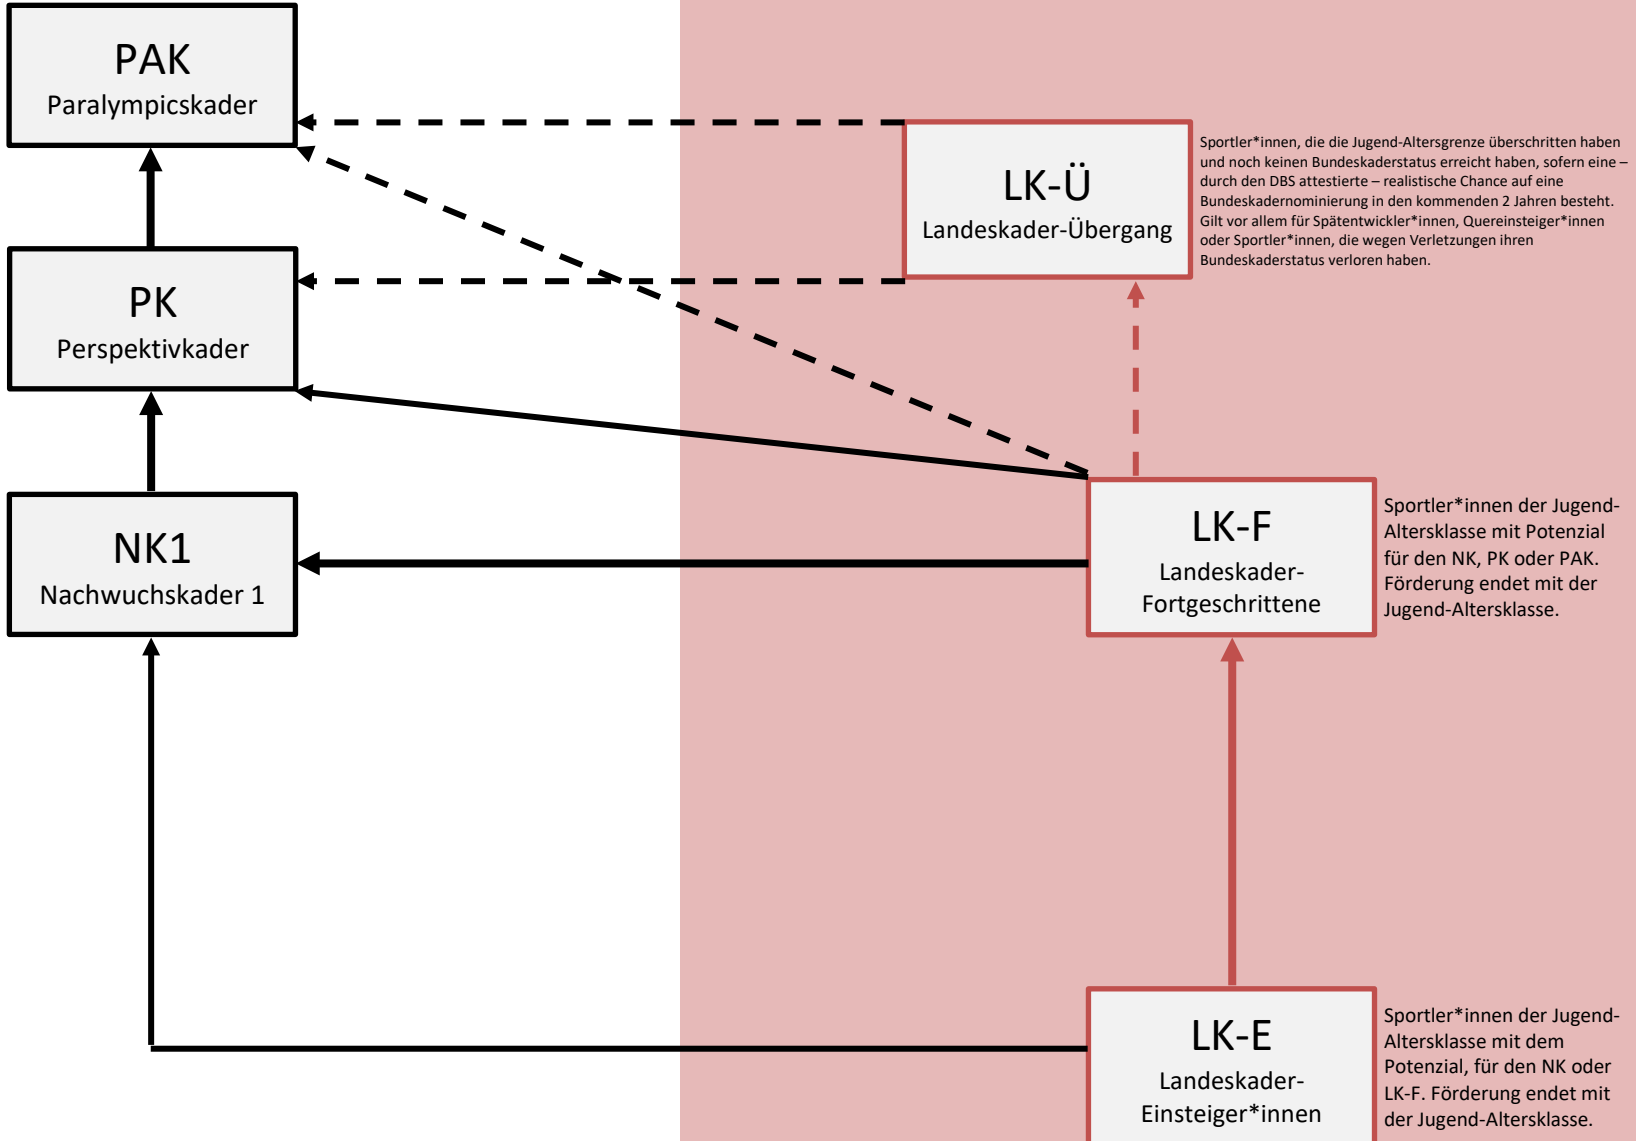 PAK
Paralympicskader
LK-Ü
Landeskader-Übergang
Sportler*innen, die die Jugend-Altersgrenze überschritten haben
und noch keinen Bundeskaderstatus erreicht haben, sofern eine –
durch den DBS attestierte – realistische Chance auf eine
Bundeskadernominierung in den kommenden 2 Jahren besteht.
Gilt vor allem für Spätentwickler*innen, Quereinsteiger*innen
oder Sportler*innen, die wegen Verletzungen ihren
Bundeskaderstatus verloren haben.
PK
Perspektivkader
NK1
Nachwuchskader 1
LK-F
Landeskader-
Fortgeschrittene
Sportler*innen der Jugend-
Altersklasse mit Potenzial
für den NK, PK oder PAK.
Förderung endet mit der
Jugend-Altersklasse.
LK-E
Landeskader-
Einsteiger*innen
Sportler*innen der Jugend-
Altersklasse mit dem
Potenzial, für den NK oder
LK-F. Förderung endet mit
der Jugend-Altersklasse.